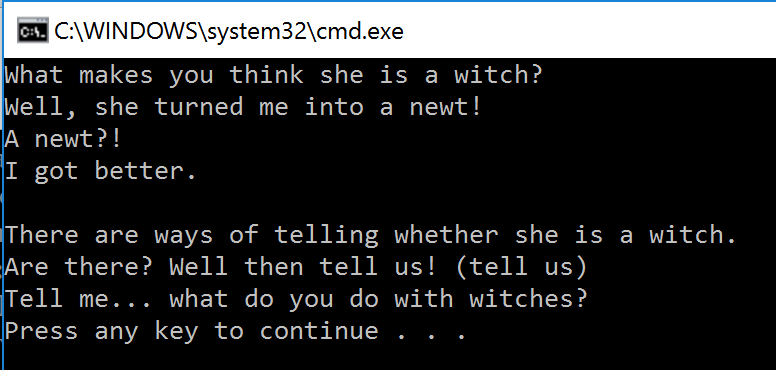 C:\WINDOWS\system32\cmd.exe
What makes you think she is a witch?
Well, she turned me into a newt!
A newt?!
I got better.
There are ways of telling whether she is a witch.
Are there? Well then tell us! (tell us)
Tell me... what do you do with witches?
Press any key to continue . . .